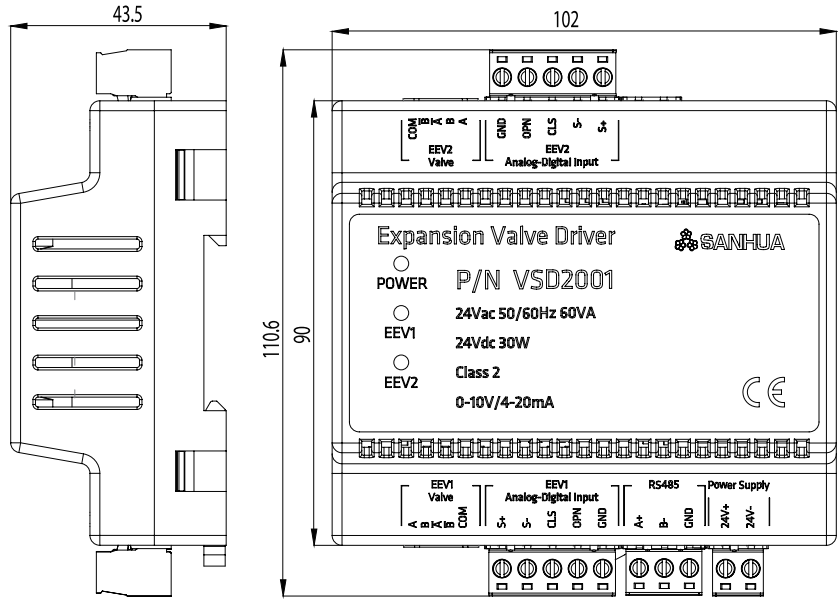 43.5
102
110.6
90
COM B̅ A̅ B A
GND OPN CLS S- S+
EEV2
Valve
EEV2
Analog-Digital Input
Expansion Valve Driver
SANHUA
POWER
P/N VSD2001
EEV1
24Vac 50/60Hz 60VA
24Vdc 30W
EEV2
Class 2
0-10V/4-20mA
CE
EEV1
Valve
EEV1
Analog-Digital Input
RS485
Power Supply
A B A̅ B̅ COM
S+ S- CLS OPN GND
A+ B- GND
24V+ 24V-